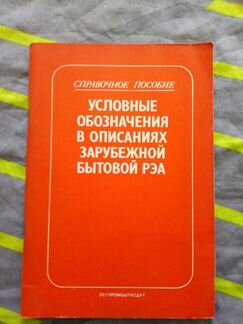 СПРАВОЧНОЕ ПОСОБИЕ
УСЛОВНЫЕ
ОБОЗНАЧЕНИЯ
В ОПИСАНИЯХ
ЗАРУБЕЖНОЙ
БЫТОВОЙ РЭА
ЛЕГПРОМБЫТИЗДАТ